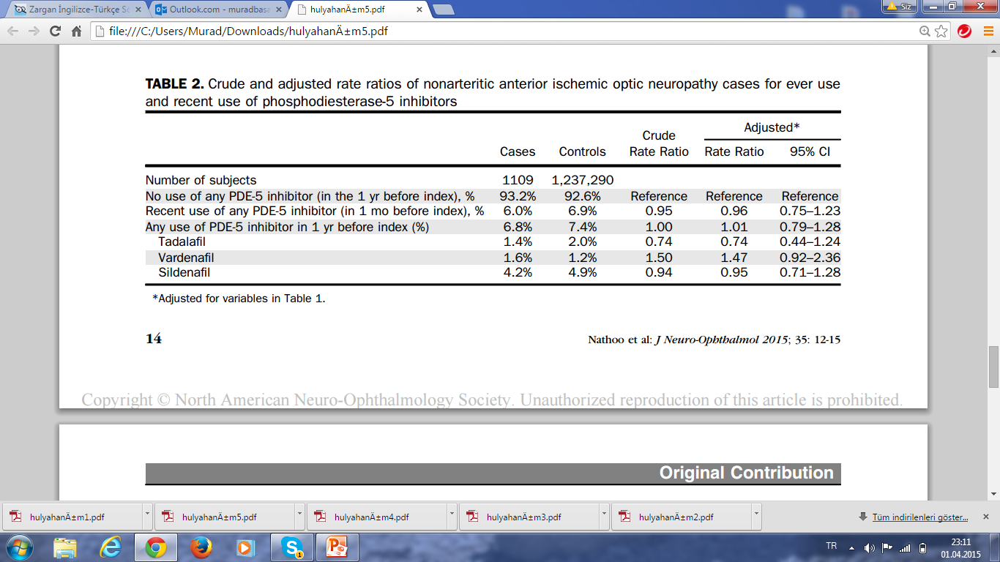 Zargan İngilizce-Türkçe Sö
Outlook.com - muradbasa
hulyahanÄ±m5.pdf
Siz
file:///C:/Users/Murad/Downloads/hulyahanÄ±m5.pdf
TABLE 2. Crude and adjusted rate ratios of nonarteritic anterior ischemic optic neuropathy cases for ever use
and recent use of phosphodiesterase-5 inhibitors
Adjusted*
Crude
Cases Controls Rate Ratio Rate Ratio 95% CI
Number of subjects 1109 1,237,290
No use of any PDE-5 inhibitor (in the 1 yr before index), % 93.2% 92.6% Reference Reference Reference
Recent use of any PDE-5 inhibitor (in 1 mo before index), % 6.0% 6.9% 0.95 0.96 0.75–1.23
Any use of PDE-5 inhibitor in 1 yr before index (%) 6.8% 7.4% 1.00 1.01 0.79–1.28
Tadalafil 1.4% 2.0% 0.74 0.74 0.44–1.24
Vardenafil 1.6% 1.2% 1.50 1.47 0.92–2.36
Sildenafil 4.2% 4.9% 0.94 0.95 0.71–1.28
*Adjusted for variables in Table 1.
14 Nathoo et al: J Neuro-Ophthalmol 2015; 35: 12-15
Copyright © North American Neuro-Ophthalmology Society. Unauthorized reproduction of this article is prohibited.
Original Contribution
hulyahanÄ±m1.pdf hulyahanÄ±m5.pdf hulyahanÄ±m4.pdf hulyahanÄ±m3.pdf hulyahanÄ±m2.pdf Tüm indirilenleri göster...
TR 23:11
01.04.2015